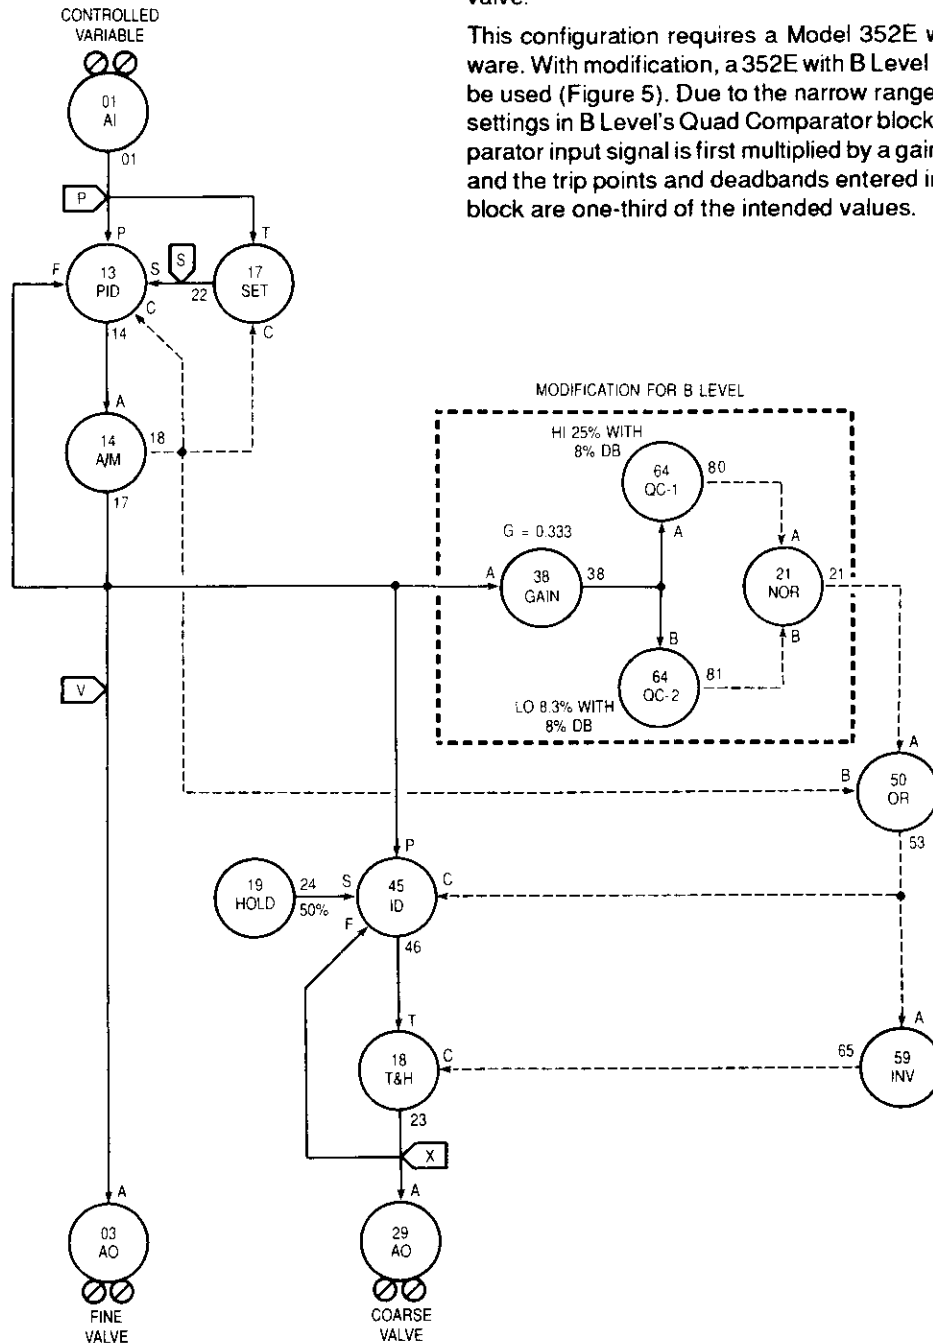 valve.
This configuration requires a Model 352E w
ware. With modification, a 352E with B Level
be used (Figure 5). Due to the narrow range
settings in B Level's Quad Comparator block
parator input signal is first multiplied by a gain
and the trip points and deadbands entered in
block are one-third of the intended values.
CONTROLLED
VARIABLE
01
AI
01
P
P
T
F
13
PID
S
S
22
17
SET
C
C
14
A
14
A/M
18
17
MODIFICATION FOR B LEVEL
HI 25% WITH
8% DB
64
QC-1
80
A
G = 0.333
A
38
GAIN
38
A
21
NOR
21
B
B
64
QC-2
81
LO 8.3% WITH
8% DB
V
A
B
50
OR
53
P
19
HOLD
24
50%
S
45
ID
C
F
46
T
A
18
T&H
C
65
59
INV
23
X
A
A
03
AO
29
AO
FINE
VALVE
COARSE
VALVE